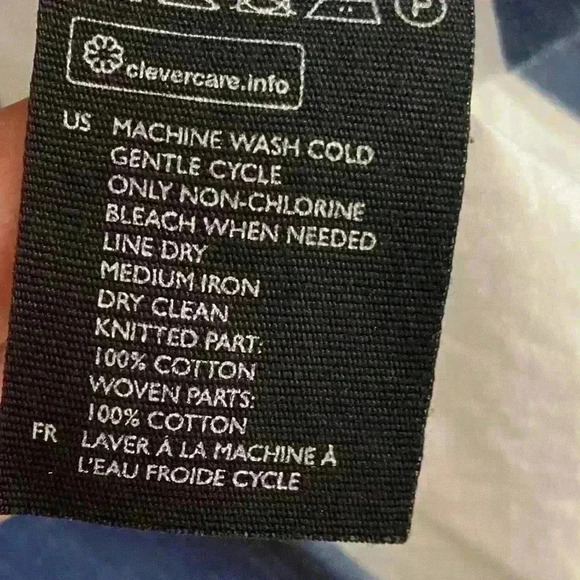 P
clevercare.info
US MACHINE WASH COLD
GENTLE CYCLE
ONLY NON-CHLORINE
BLEACH WHEN NEEDED
LINE DRY
MEDIUM IRON
DRY CLEAN
KNITTED PART:
100% COTTON
WOVEN PARTS:
100% COTTON
FR LAVER À LA MACHINE À
L'EAU FROIDE CYCLE